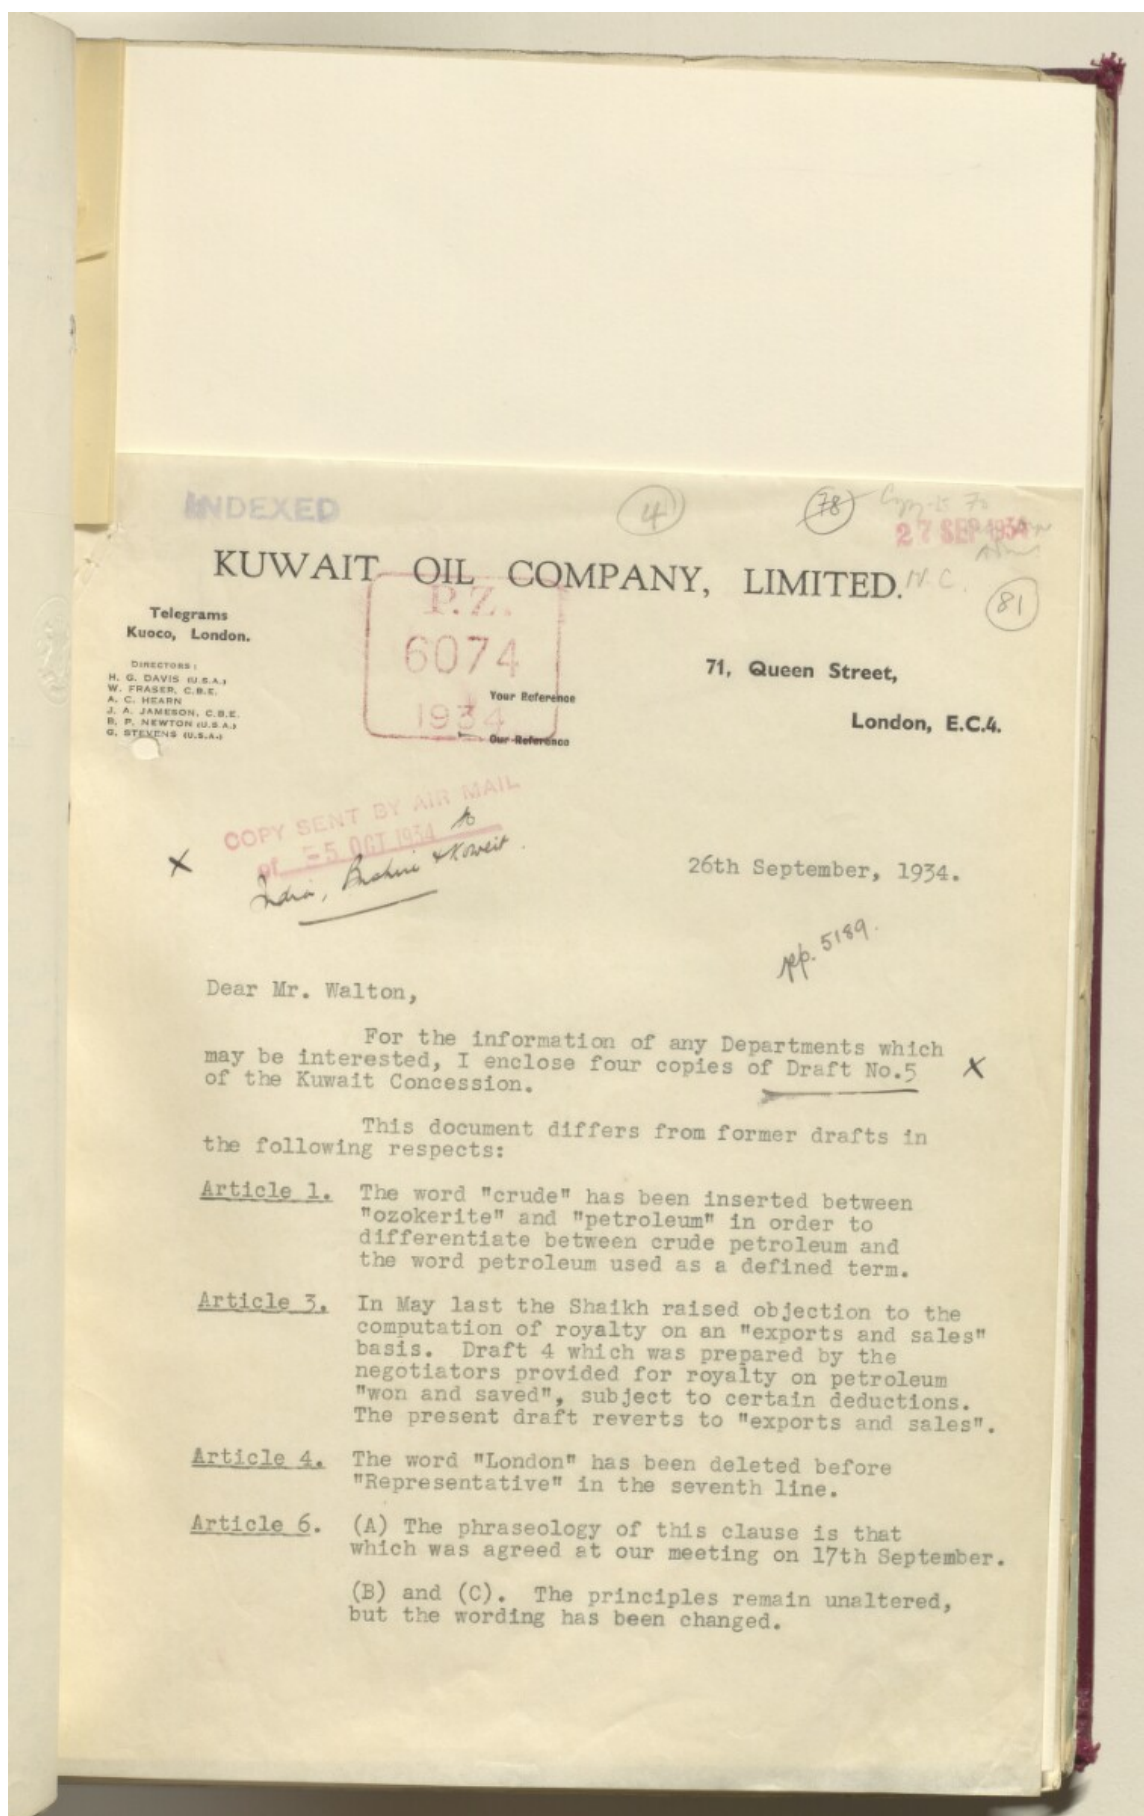 INDEXED
4
78
Copy
27 SEP 1934
KUWAIT OIL COMPANY, LIMITED.
81
Telegrams
Kuoco, London.
DIRECTORS:
H. G. DAVIS (U.S.A.)
W. FRASER, C.B.E.
A. C. HEARN
J. A. JAMESON, C.B.E.
B. P. NEWTON (U.S.A.)
G. STEVENS (U.S.A.)
P.Z.
6074
1934
Your Reference
Our Reference
71, Queen Street,
London, E.C.4.
COPY SENT BY AIR MAIL
of -5 OCT 1934 to
India, Bushire & Koweit.
X
26th September, 1934.
pp. 5189.
Dear Mr. Walton,
For the information of any Departments which
may be interested, I enclose four copies of Draft No.5 X
of the Kuwait Concession.
This document differs from former drafts in
the following respects:
Article 1. The word "crude" has been inserted between
"ozokerite" and "petroleum" in order to
differentiate between crude petroleum and
the word petroleum used as a defined term.
Article 3. In May last the Shaikh raised objection to the
computation of royalty on an "exports and sales"
basis. Draft 4 which was prepared by the
negotiators provided for royalty on petroleum
"won and saved", subject to certain deductions.
The present draft reverts to "exports and sales".
Article 4. The word "London" has been deleted before
"Representative" in the seventh line.
Article 6. (A) The phraseology of this clause is that
which was agreed at our meeting on 17th September.
(B) and (C). The principles remain unaltered,
but the wording has been changed.